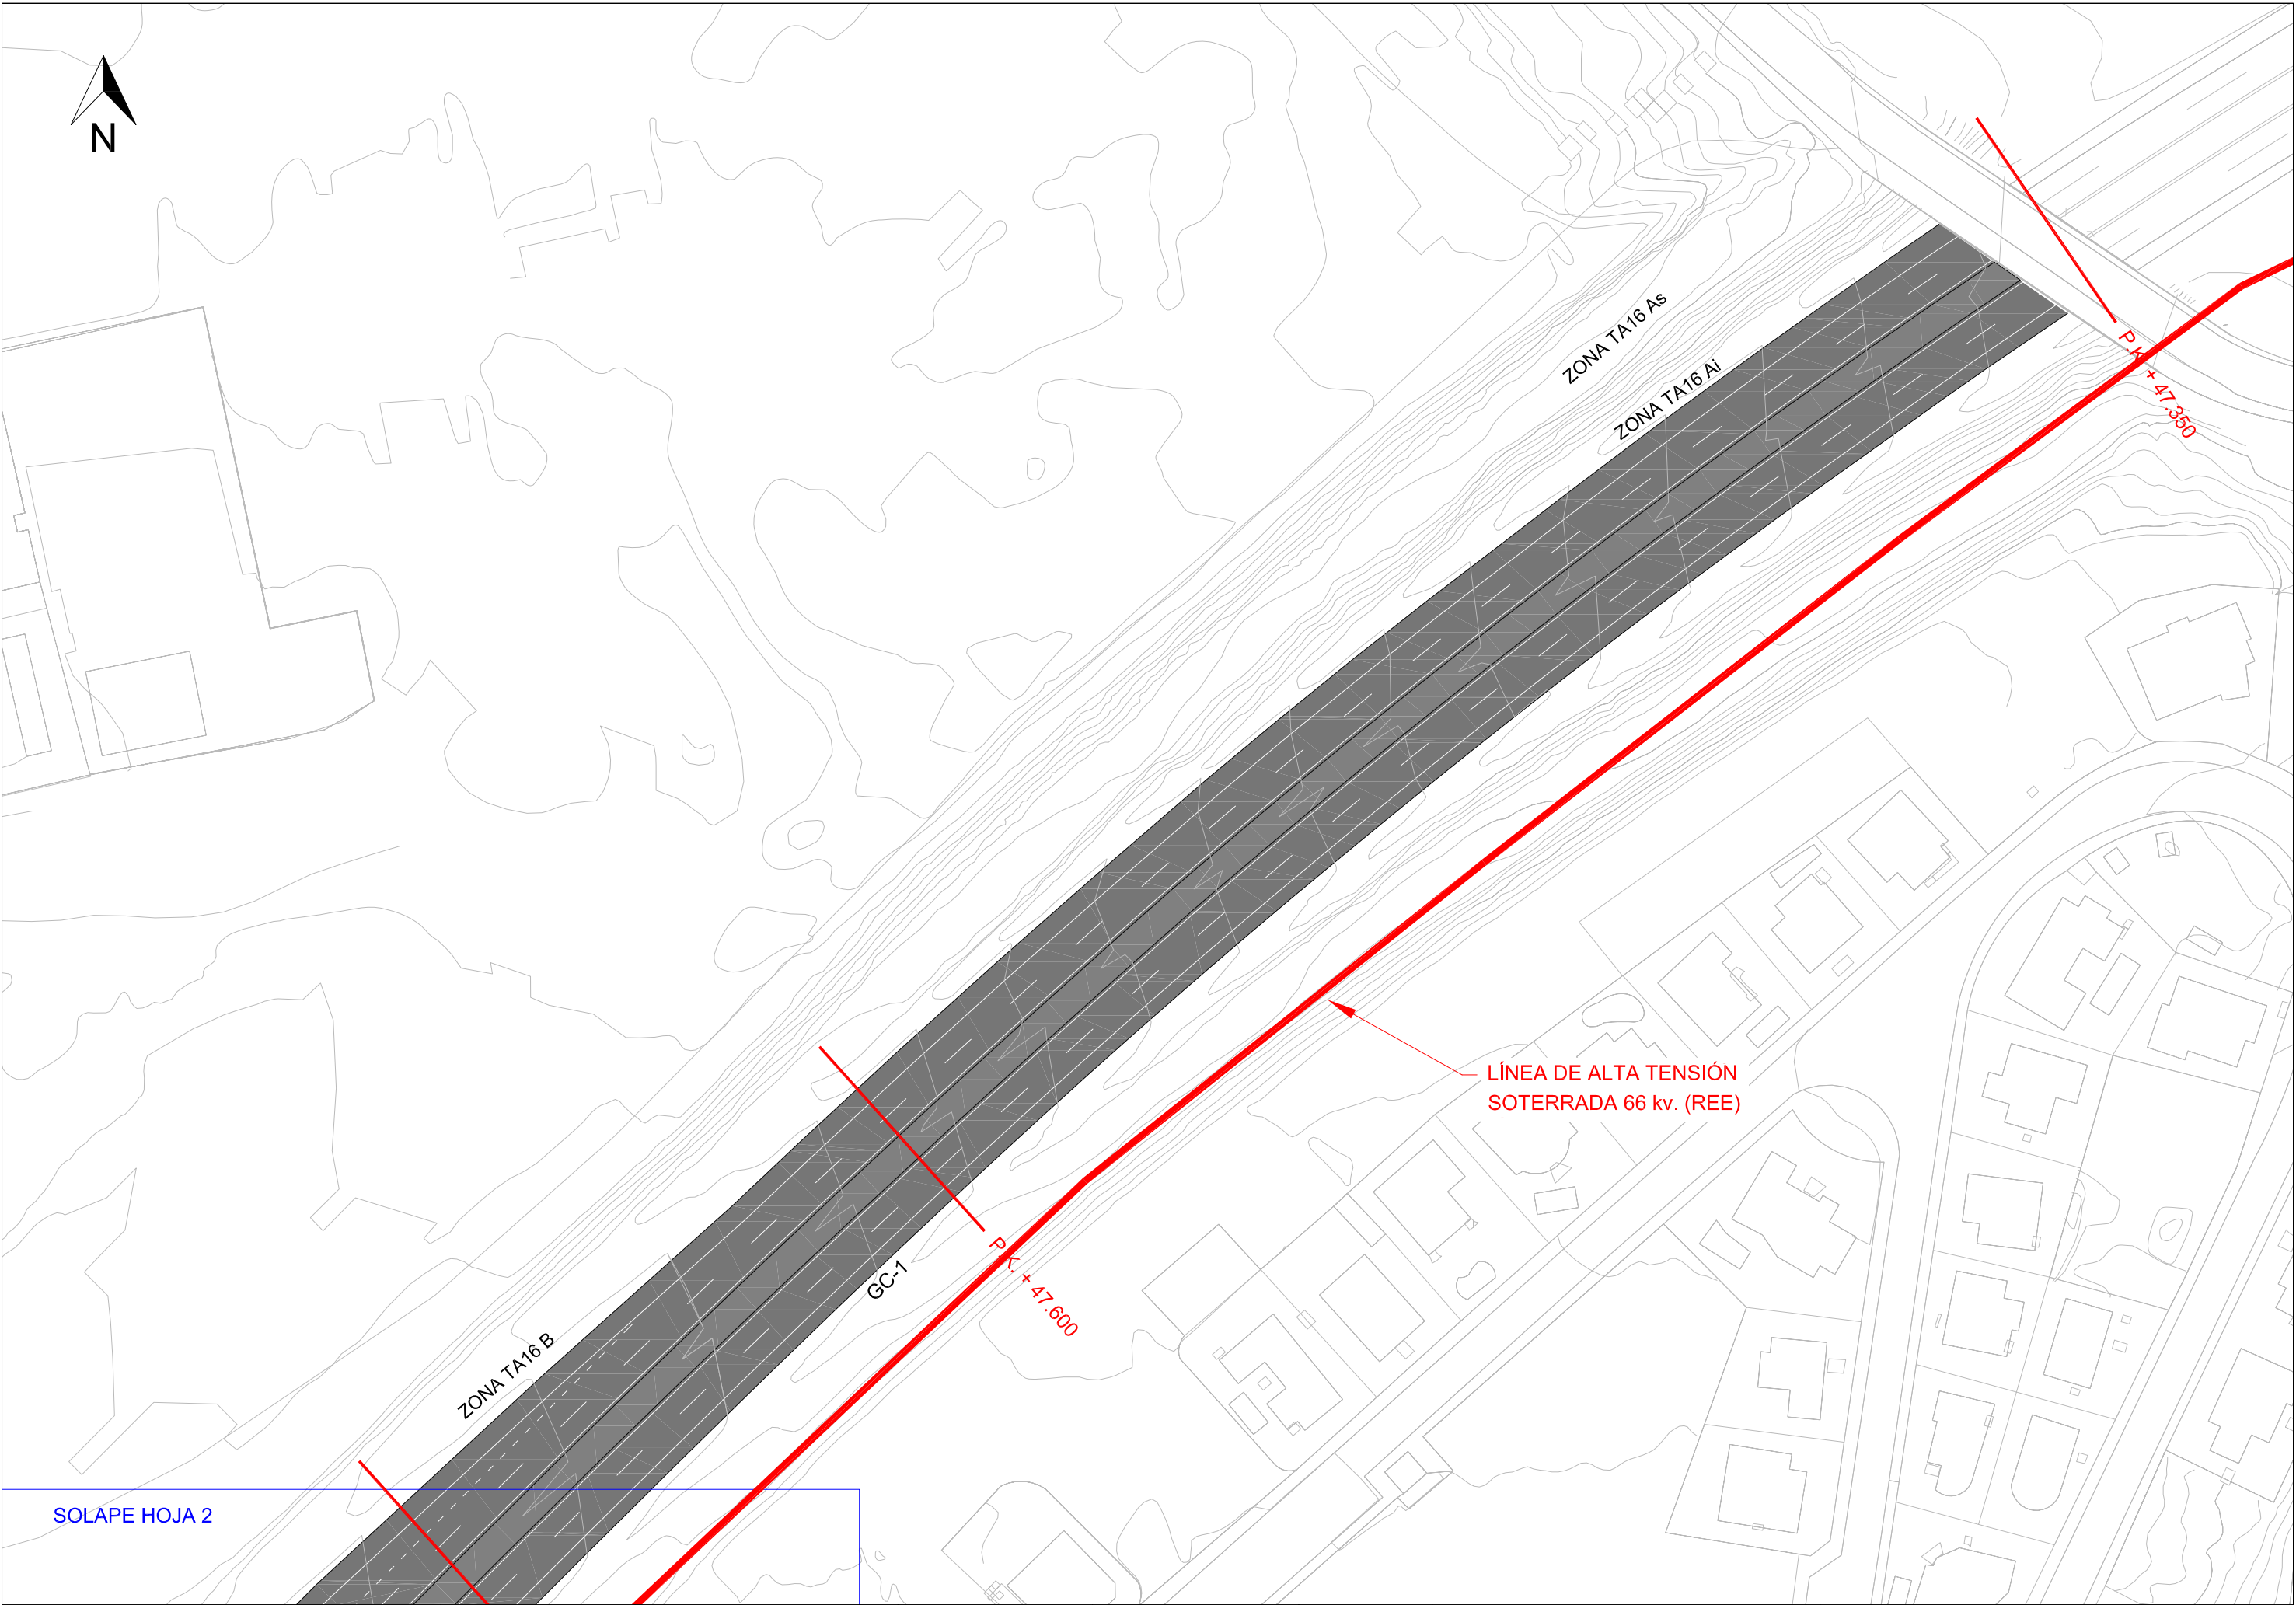 N
ZONA TA16 As
ZONA TA16 Ai
P.K. + 47.350
LÍNEA DE ALTA TENSIÓN
SOTERRADA 66 kv. (REE)
GC-1
P.K. + 47.600
ZONA TA16 B
SOLAPE HOJA 2